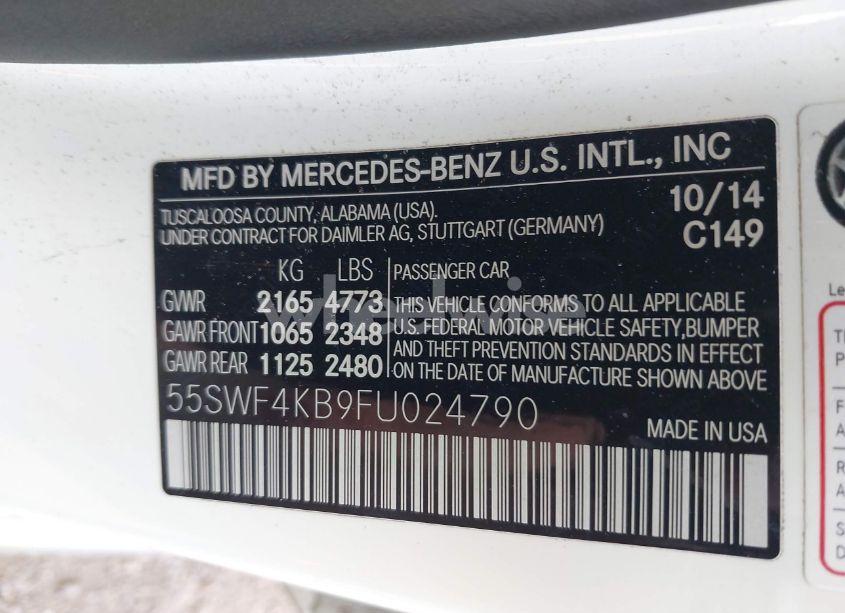 MFD BY MERCEDES-BENZ U.S. INTL., INC
TUSCALOOSA COUNTY, ALABAMA (USA).
UNDER CONTRACT FOR DAIMLER AG, STUTTGART (GERMANY)
10/14
C149
KG LBS
GVWR 2165 4773
GAWR FRONT 1065 2348
GAWR REAR 1125 2480
PASSENGER CAR
THIS VEHICLE CONFORMS TO ALL APPLICABLE
U.S. FEDERAL MOTOR VEHICLE SAFETY,BUMPER
AND THEFT PREVENTION STANDARDS IN EFFECT
ON THE DATE OF MANUFACTURE SHOWN ABOVE.
55SWF4KB9FU024790
MADE IN USA
Le